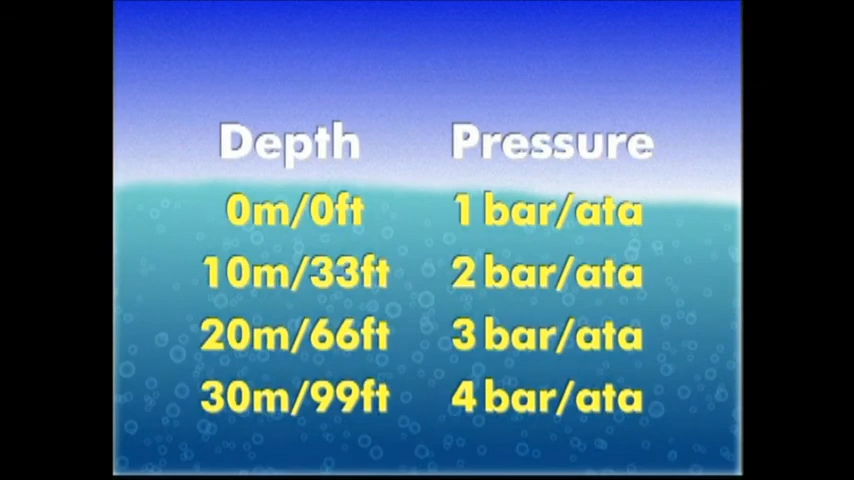 Depth Pressure
0m/0ft 1 bar/ata
10m/33ft 2 bar/ata
20m/66ft 3 bar/ata
30m/99ft 4 bar/ata